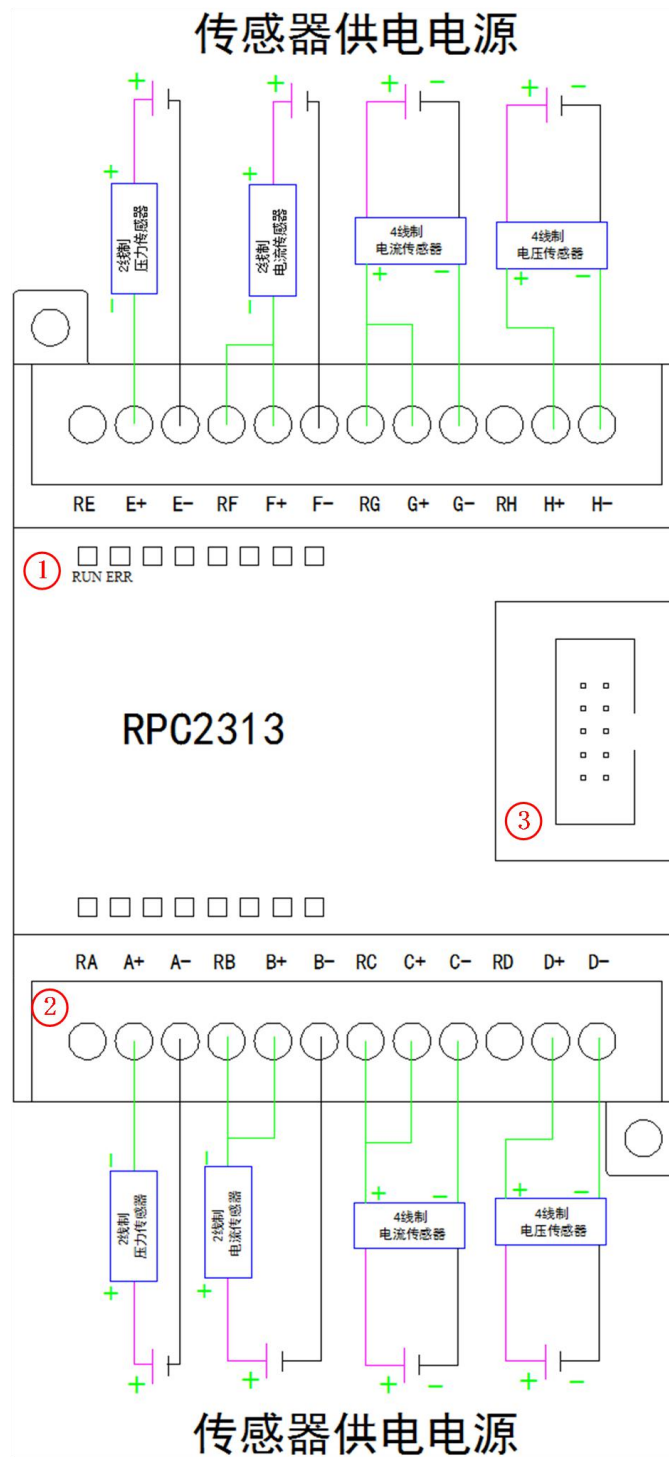 传感器供电电源
+ + + − + −
+ +
2线制
压力传感器
2线制
电流传感器
4线制
电流传感器
4线制
电压传感器
− − + − + −
RE E+ E− RF F+ F− RG G+ G− RH H+ H−
①
RUN ERR
RPC2313
③
RA A+ A− RB B+ B− RC C+ C− RD D+ D−
②
− − + − + −
2线制
压力传感器
2线制
电流传感器
4线制
电流传感器
4线制
电压传感器
+ +
+ + + − + −
传感器供电电源